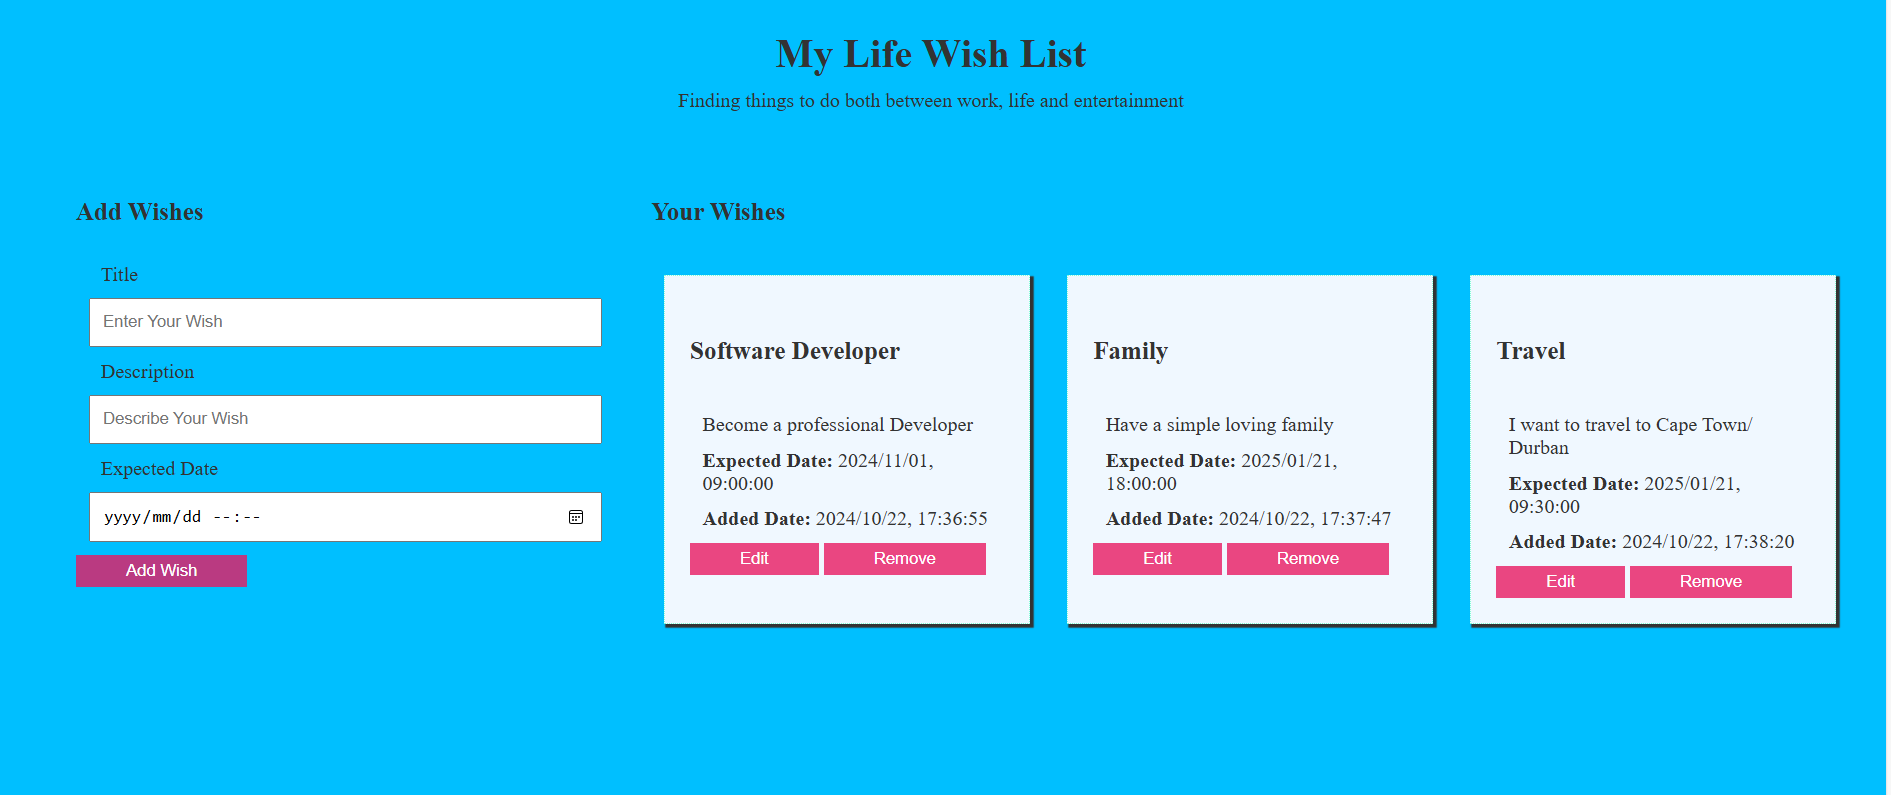 My Life Wish List
Finding things to do both between work, life and entertainment
Add Wishes
Title
Enter Your Wish
Description
Describe Your Wish
Expected Date
yyyy/mm/dd --:--
Add Wish
Your Wishes
Software Developer
Become a professional Developer
Expected Date: 2024/11/01,
09:00:00
Added Date: 2024/10/22, 17:36:55
Edit
Remove
Family
Have a simple loving family
Expected Date: 2025/01/21,
18:00:00
Added Date: 2024/10/22, 17:37:47
Edit
Remove
Travel
I want to travel to Cape Town/
Durban
Expected Date: 2025/01/21,
09:30:00
Added Date: 2024/10/22, 17:38:20
Edit
Remove